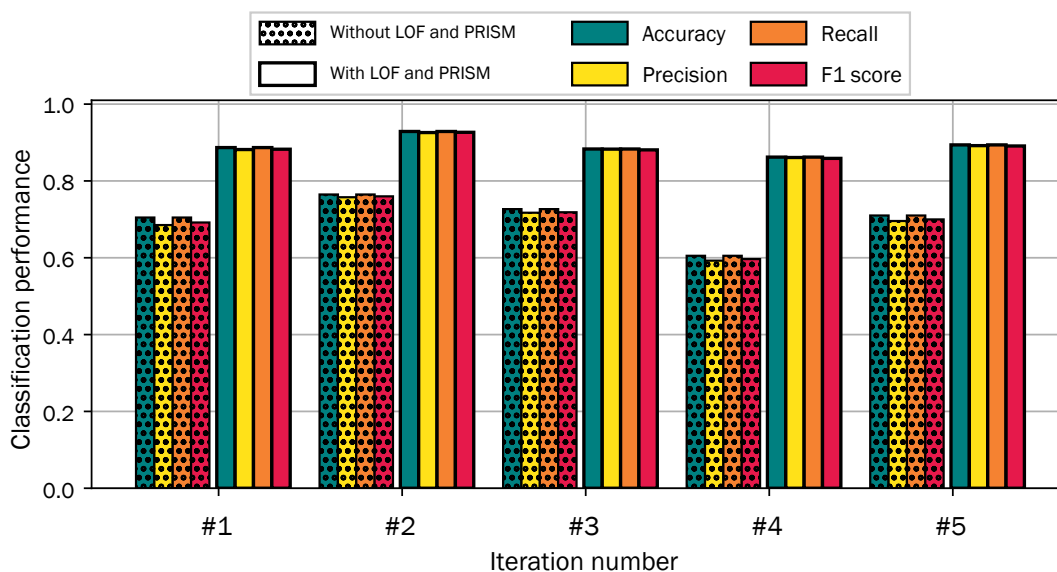 Without LOF and PRISM
With LOF and PRISM
Accuracy
Precision
Recall
F1 score
Classification performance
1.0
0.8
0.6
0.4
0.2
0.0
#1 #2 #3 #4 #5
Iteration number